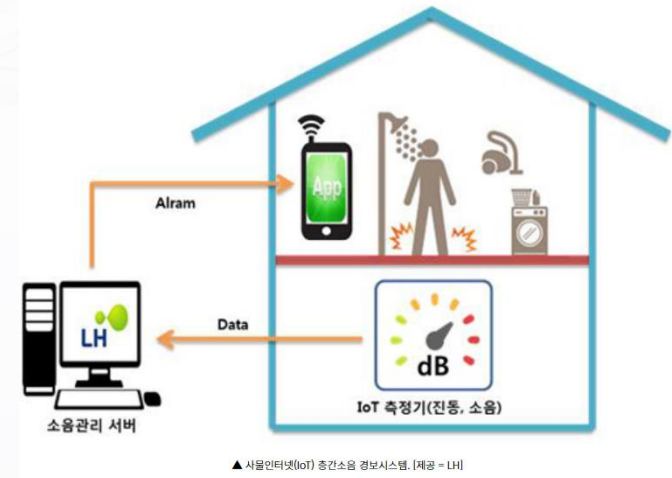 App
Alram
LH
Data
dB
IoT 측정기(진동, 소음)
소음관리 서버
▲ 사물인터넷(IoT) 층간소음 경보시스템. [제공 = LH]